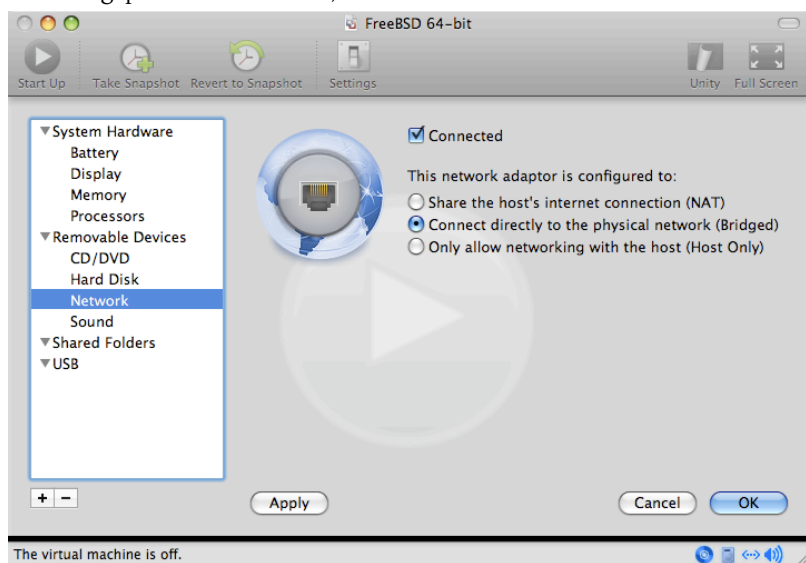 FreeBSD 64-bit
Start Up Take Snapshot Revert to Snapshot Settings Unity Full Screen
System Hardware
Battery
Display
Memory
Processors
Removable Devices
CD/DVD
Hard Disk
Network
Sound
Shared Folders
USB
Connected
This network adaptor is configured to:
Share the host's internet connection (NAT)
Connect directly to the physical network (Bridged)
Only allow networking with the host (Host Only)
+ −
Apply
Cancel
OK
The virtual machine is off.